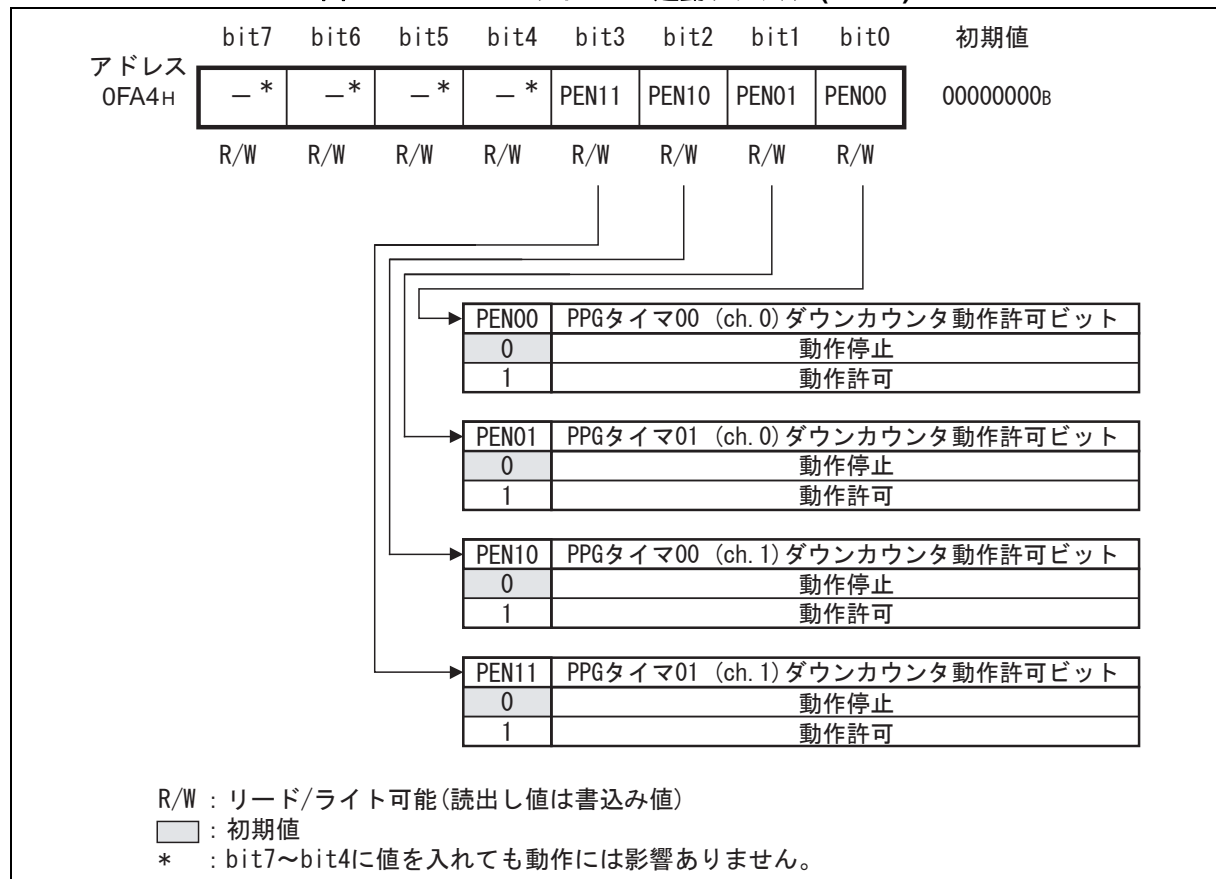 bit7 bit6 bit5 bit4 bit3 bit2 bit1 bit0 初期値
アドレス
0FA4H －* －* －* －* PEN11 PEN10 PEN01 PEN00 00000000B
R/W R/W R/W R/W R/W R/W R/W R/W
PEN00 PPGタイマ00 (ch.0)ダウンカウンタ動作許可ビット
0 動作停止
1 動作許可
PEN01 PPGタイマ01 (ch.0)ダウンカウンタ動作許可ビット
0 動作停止
1 動作許可
PEN10 PPGタイマ00 (ch.1)ダウンカウンタ動作許可ビット
0 動作停止
1 動作許可
PEN11 PPGタイマ01 (ch.1)ダウンカウンタ動作許可ビット
0 動作停止
1 動作許可
R/W : リード/ライト可能(読出し値は書込み値)
: 初期値
* : bit7～bit4に値を入れても動作には影響ありません。